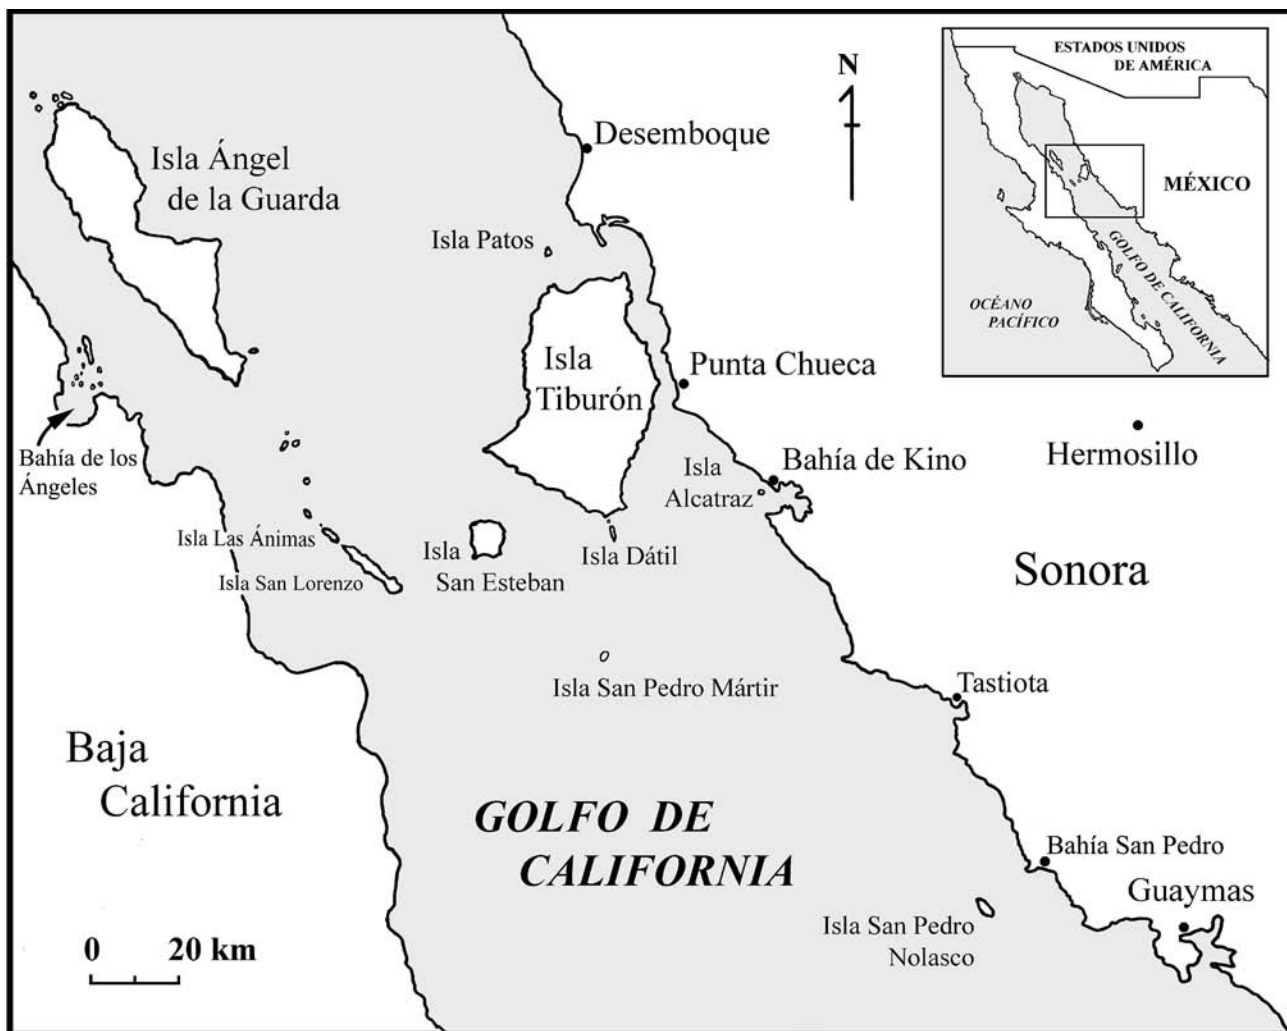 ESTADOS UNIDOS
DE AMÉRICA
MÉXICO
GOLFO DE CALIFORNIA
OCÉANO
PACÍFICO
N
Desemboque
Isla Ángel
de la Guarda
Isla Patos
Isla
Tiburón
Punta Chueca
Hermosillo
Bahía de los
Ángeles
Isla
Alcatraz
Bahía de Kino
Isla Las Ánimas
Isla San Lorenzo
Isla
San Esteban
Isla Dátil
Sonora
Isla San Pedro Mártir
Tastiota
Baja
California
GOLFO DE
CALIFORNIA
Bahía San Pedro
Guaymas
Isla San Pedro
Nolasco
0 20 km